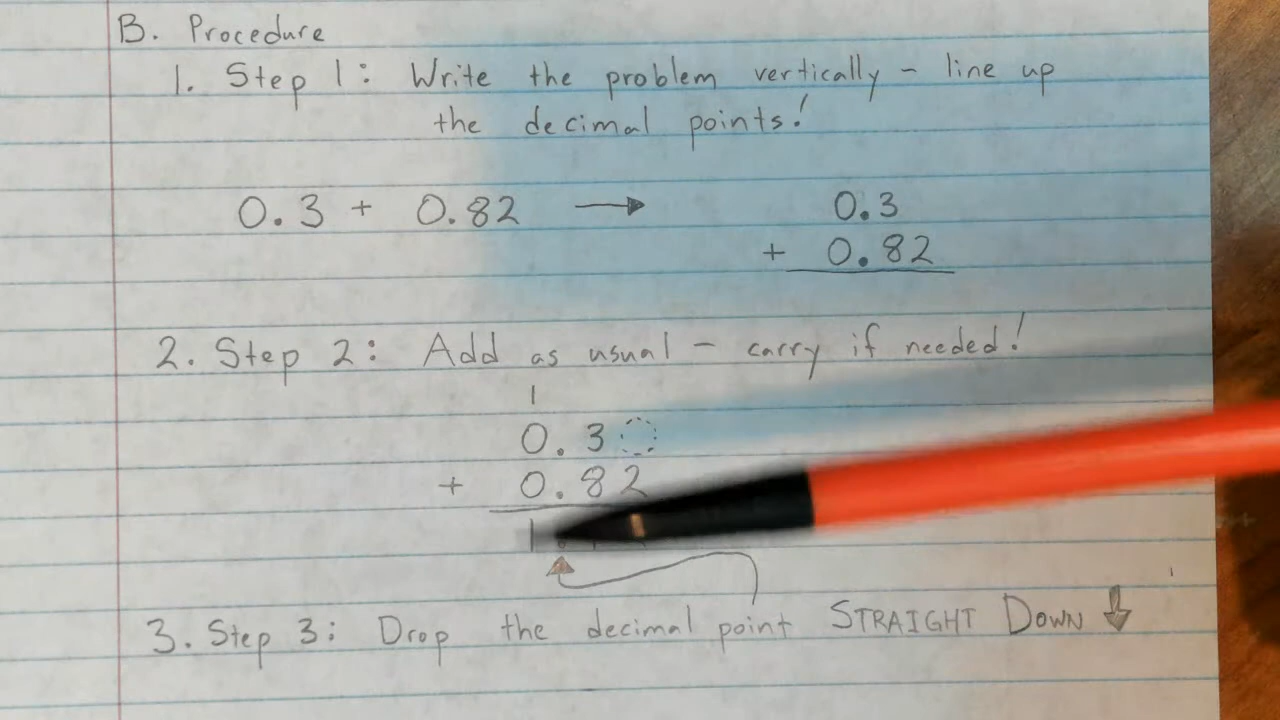 B. Procedure
1. Step 1: Write the problem vertically - line up
the decimal points!
0.3 + 0.82 → 0.3
+ 0.82
2. Step 2: Add as usual - carry if needed!
1
0.3
+ 0.82
1
3. Step 3: Drop the decimal point STRAIGHT DOWN ↓